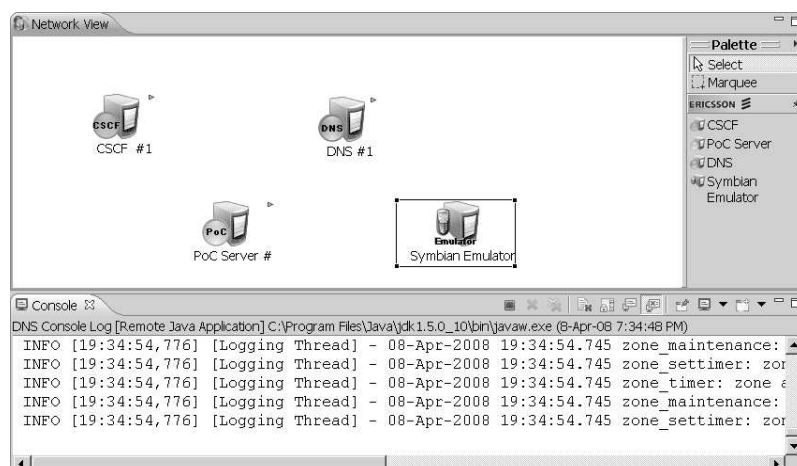 Network View
CSCF
CSCF #1
DNS
DNS #1
PoC
PoC Server #
Emulator
Symbian Emulator
Palette
Select
Marquee
ERICSSON
CSCF
PoC Server
DNS
Symbian
Emulator
Console
DNS Console Log [Remote Java Application] C:\Program Files\Java\jdk1.5.0_10\bin\javaw.exe (8-Apr-08 7:34:48 PM)
INFO [19:34:54,776] [Logging Thread] - 08-Apr-2008 19:34:54.745 zone_maintenance:
INFO [19:34:54,776] [Logging Thread] - 08-Apr-2008 19:34:54.745 zone_settimer: zon
INFO [19:34:54,776] [Logging Thread] - 08-Apr-2008 19:34:54.745 zone_timer: zone a
INFO [19:34:54,776] [Logging Thread] - 08-Apr-2008 19:34:54.745 zone_maintenance:
INFO [19:34:54,776] [Logging Thread] - 08-Apr-2008 19:34:54.745 zone_settimer: zon